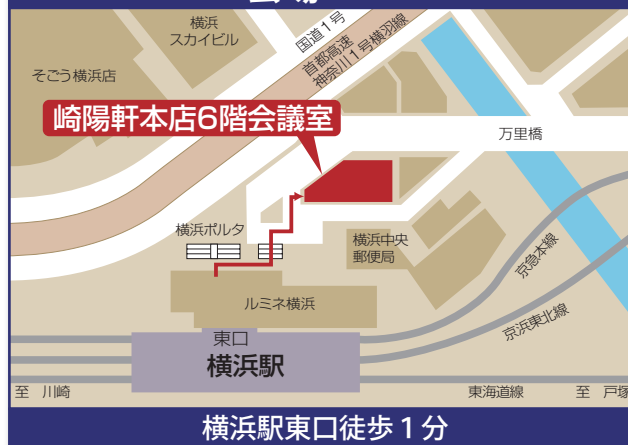 横浜
スカイビル
国道1号
首都高速
神奈川1号横羽線
そごう横浜店
崎陽軒本店6階会議室
万里橋
横浜ポルタ
横浜中央
郵便局
京急本線
ルミネ横浜
京浜東北線
東口
横浜駅
至 川崎
東海道線
至 戸塚
横浜駅東口徒歩1分